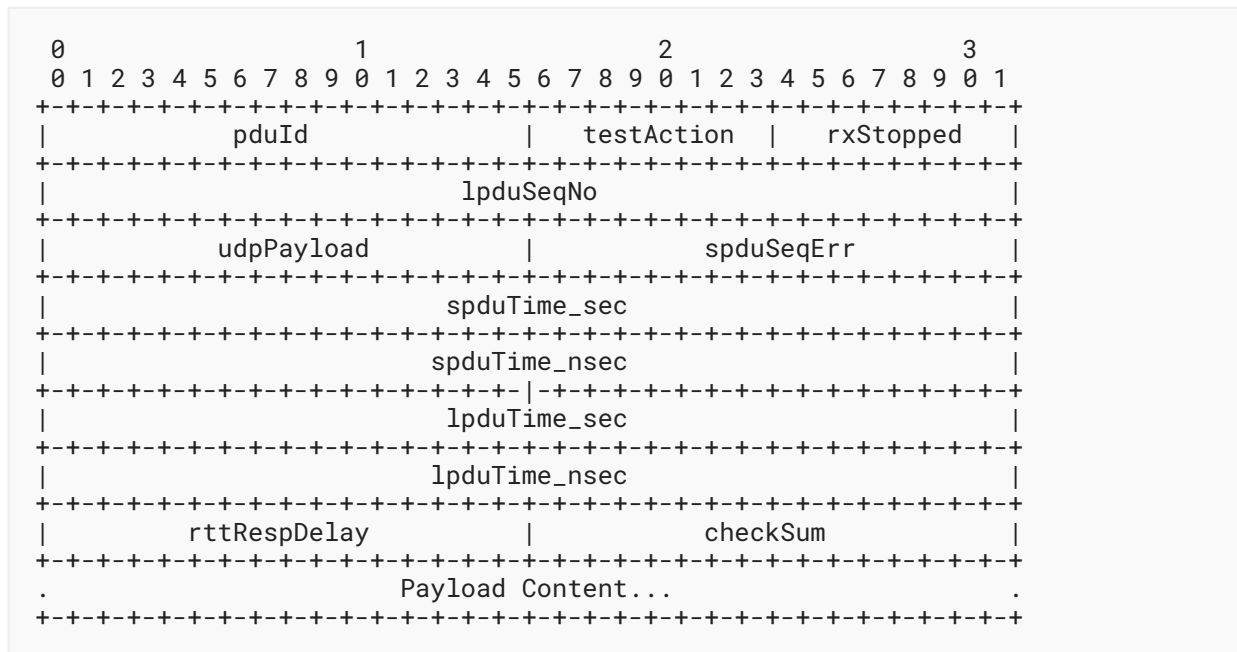 0                   1                   2                   3
 0 1 2 3 4 5 6 7 8 9 0 1 2 3 4 5 6 7 8 9 0 1 2 3 4 5 6 7 8 9 0 1
+-+-+-+-+-+-+-+-+-+-+-+-+-+-+-+-+-+-+-+-+-+-+-+-+-+-+-+-+-+-+-+-+
|            pduId              |   testAction  |   rxStopped   |
+-+-+-+-+-+-+-+-+-+-+-+-+-+-+-+-+-+-+-+-+-+-+-+-+-+-+-+-+-+-+-+-+
|                           lpduSeqNo                           |
+-+-+-+-+-+-+-+-+-+-+-+-+-+-+-+-+-+-+-+-+-+-+-+-+-+-+-+-+-+-+-+-+
|           udpPayload          |           spduSeqErr          |
+-+-+-+-+-+-+-+-+-+-+-+-+-+-+-+-+-+-+-+-+-+-+-+-+-+-+-+-+-+-+-+-+
|                          spduTime_sec                         |
+-+-+-+-+-+-+-+-+-+-+-+-+-+-+-+-+-+-+-+-+-+-+-+-+-+-+-+-+-+-+-+-+
|                         spduTime_nsec                         |
+-+-+-+-+-+-+-+-+-+-+-+-+-+-+-+-|-+-+-+-+-+-+-+-+-+-+-+-+-+-+-+-+
|                          lpduTime_sec                         |
+-+-+-+-+-+-+-+-+-+-+-+-+-+-+-+-+-+-+-+-+-+-+-+-+-+-+-+-+-+-+-+-+
|                         lpduTime_nsec                         |
+-+-+-+-+-+-+-+-+-+-+-+-+-+-+-+-+-+-+-+-+-+-+-+-+-+-+-+-+-+-+-+-+
|         rttRespDelay          |           checkSum            |
+-+-+-+-+-+-+-+-+-+-+-+-+-+-+-+-+-+-+-+-+-+-+-+-+-+-+-+-+-+-+-+-+
.                       Payload Content...                      .
+-+-+-+-+-+-+-+-+-+-+-+-+-+-+-+-+-+-+-+-+-+-+-+-+-+-+-+-+-+-+-+-+